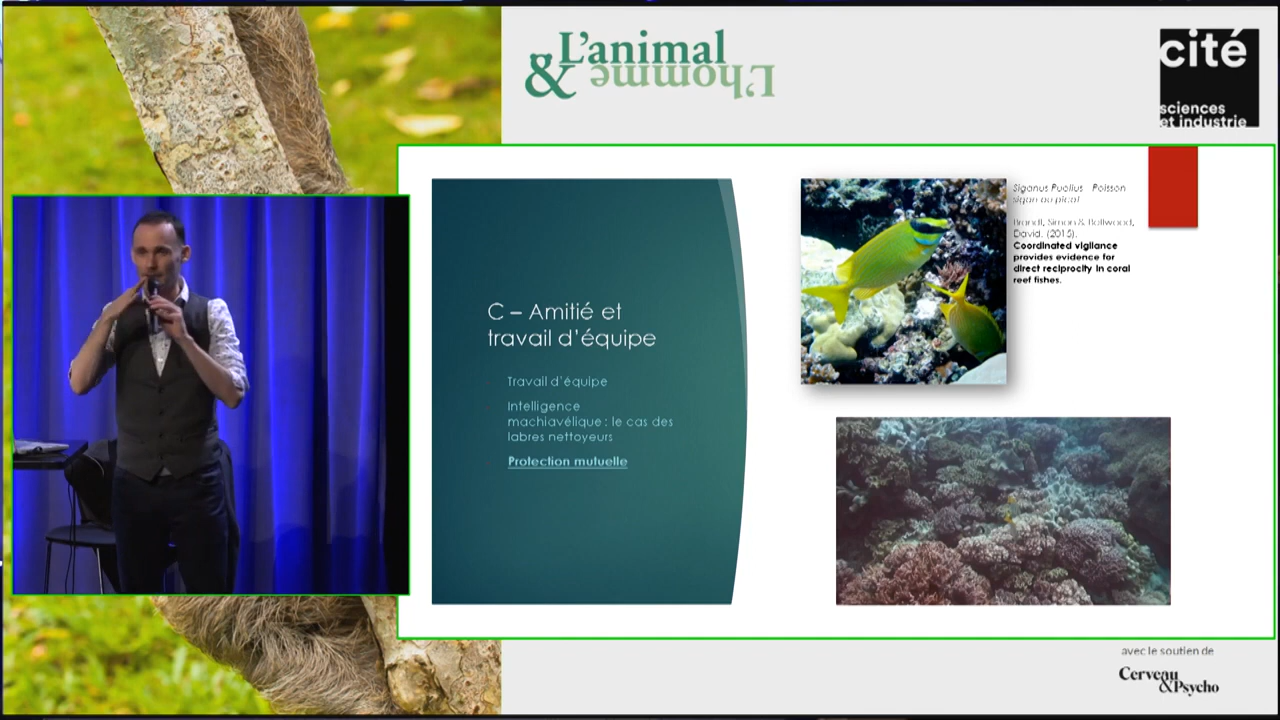 L'animal
& L'homme
cité
sciences
et industrie
C – Amitié et
travail d'équipe
Travail d'équipe
Intelligence
machiavélique : le cas des
labres nettoyeurs
Protection mutuelle
Siganus Puellus Poisson
sigan ou picot
Brandl, Simon & Bellwood,
David. (2015).
Coordinated vigilance
provides evidence for
direct reciprocity in coral
reef fishes.
avec le soutien de
Cerveau
&Psycho